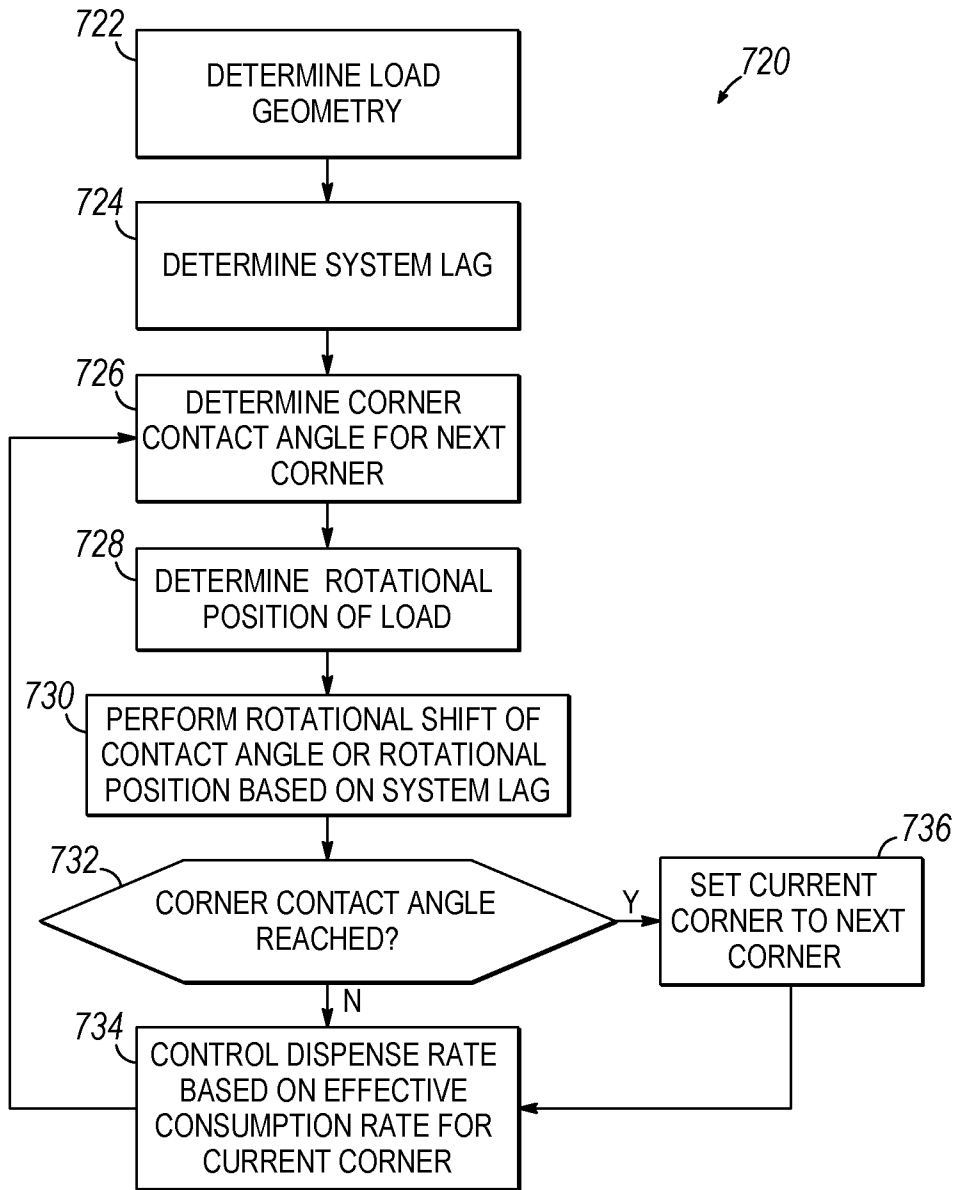 722
DETERMINE LOAD
GEOMETRY
720
724
DETERMINE SYSTEM LAG
726
DETERMINE CORNER
CONTACT ANGLE FOR NEXT
CORNER
728
DETERMINE ROTATIONAL
POSITION OF LOAD
730
PERFORM ROTATIONAL SHIFT OF
CONTACT ANGLE OR ROTATIONAL
POSITION BASED ON SYSTEM LAG
732
CORNER CONTACT ANGLE
REACHED?
Y
N
736
SET CURRENT
CORNER TO NEXT
CORNER
734
CONTROL DISPENSE RATE
BASED ON EFFECTIVE
CONSUMPTION RATE FOR
CURRENT CORNER